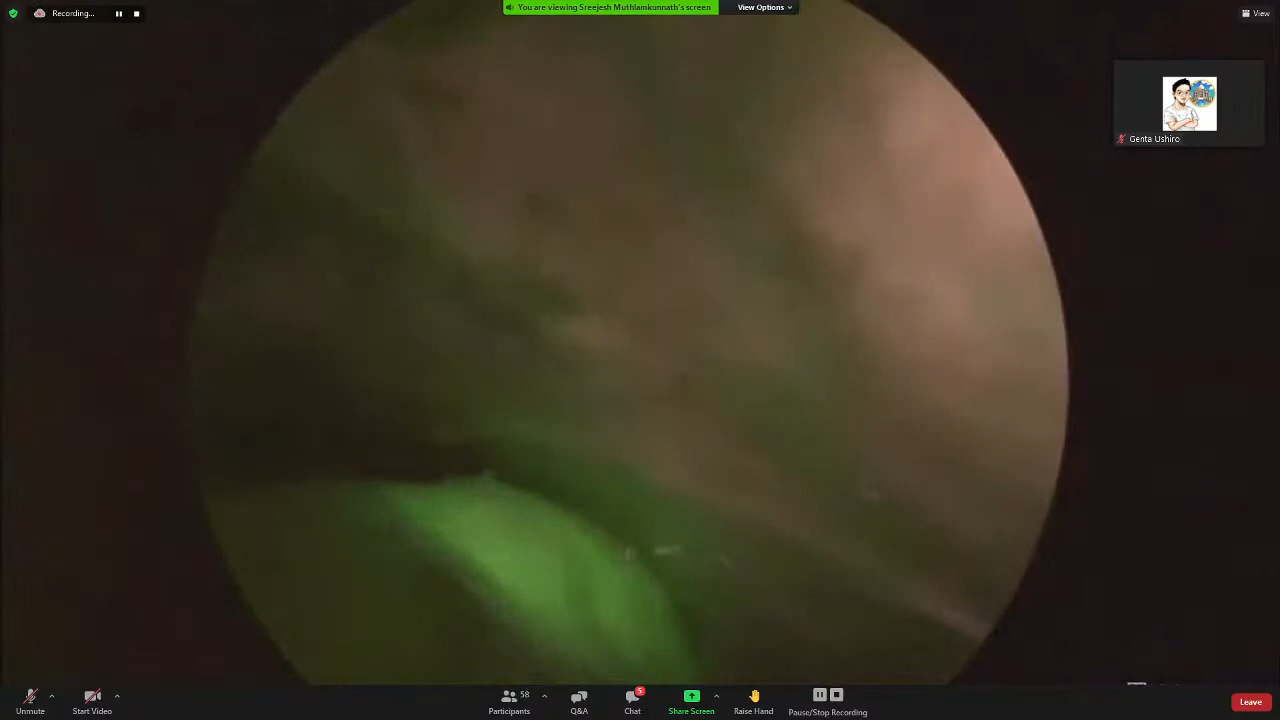 Recording...
You are viewing Sreejesh Muthlamkunnath's screen
View Options
View
Genta Ushiro
Unmute
Start Video
58
Participants
Q&A
5
Chat
Share Screen
Raise Hand
Pause/Stop Recording
Leave